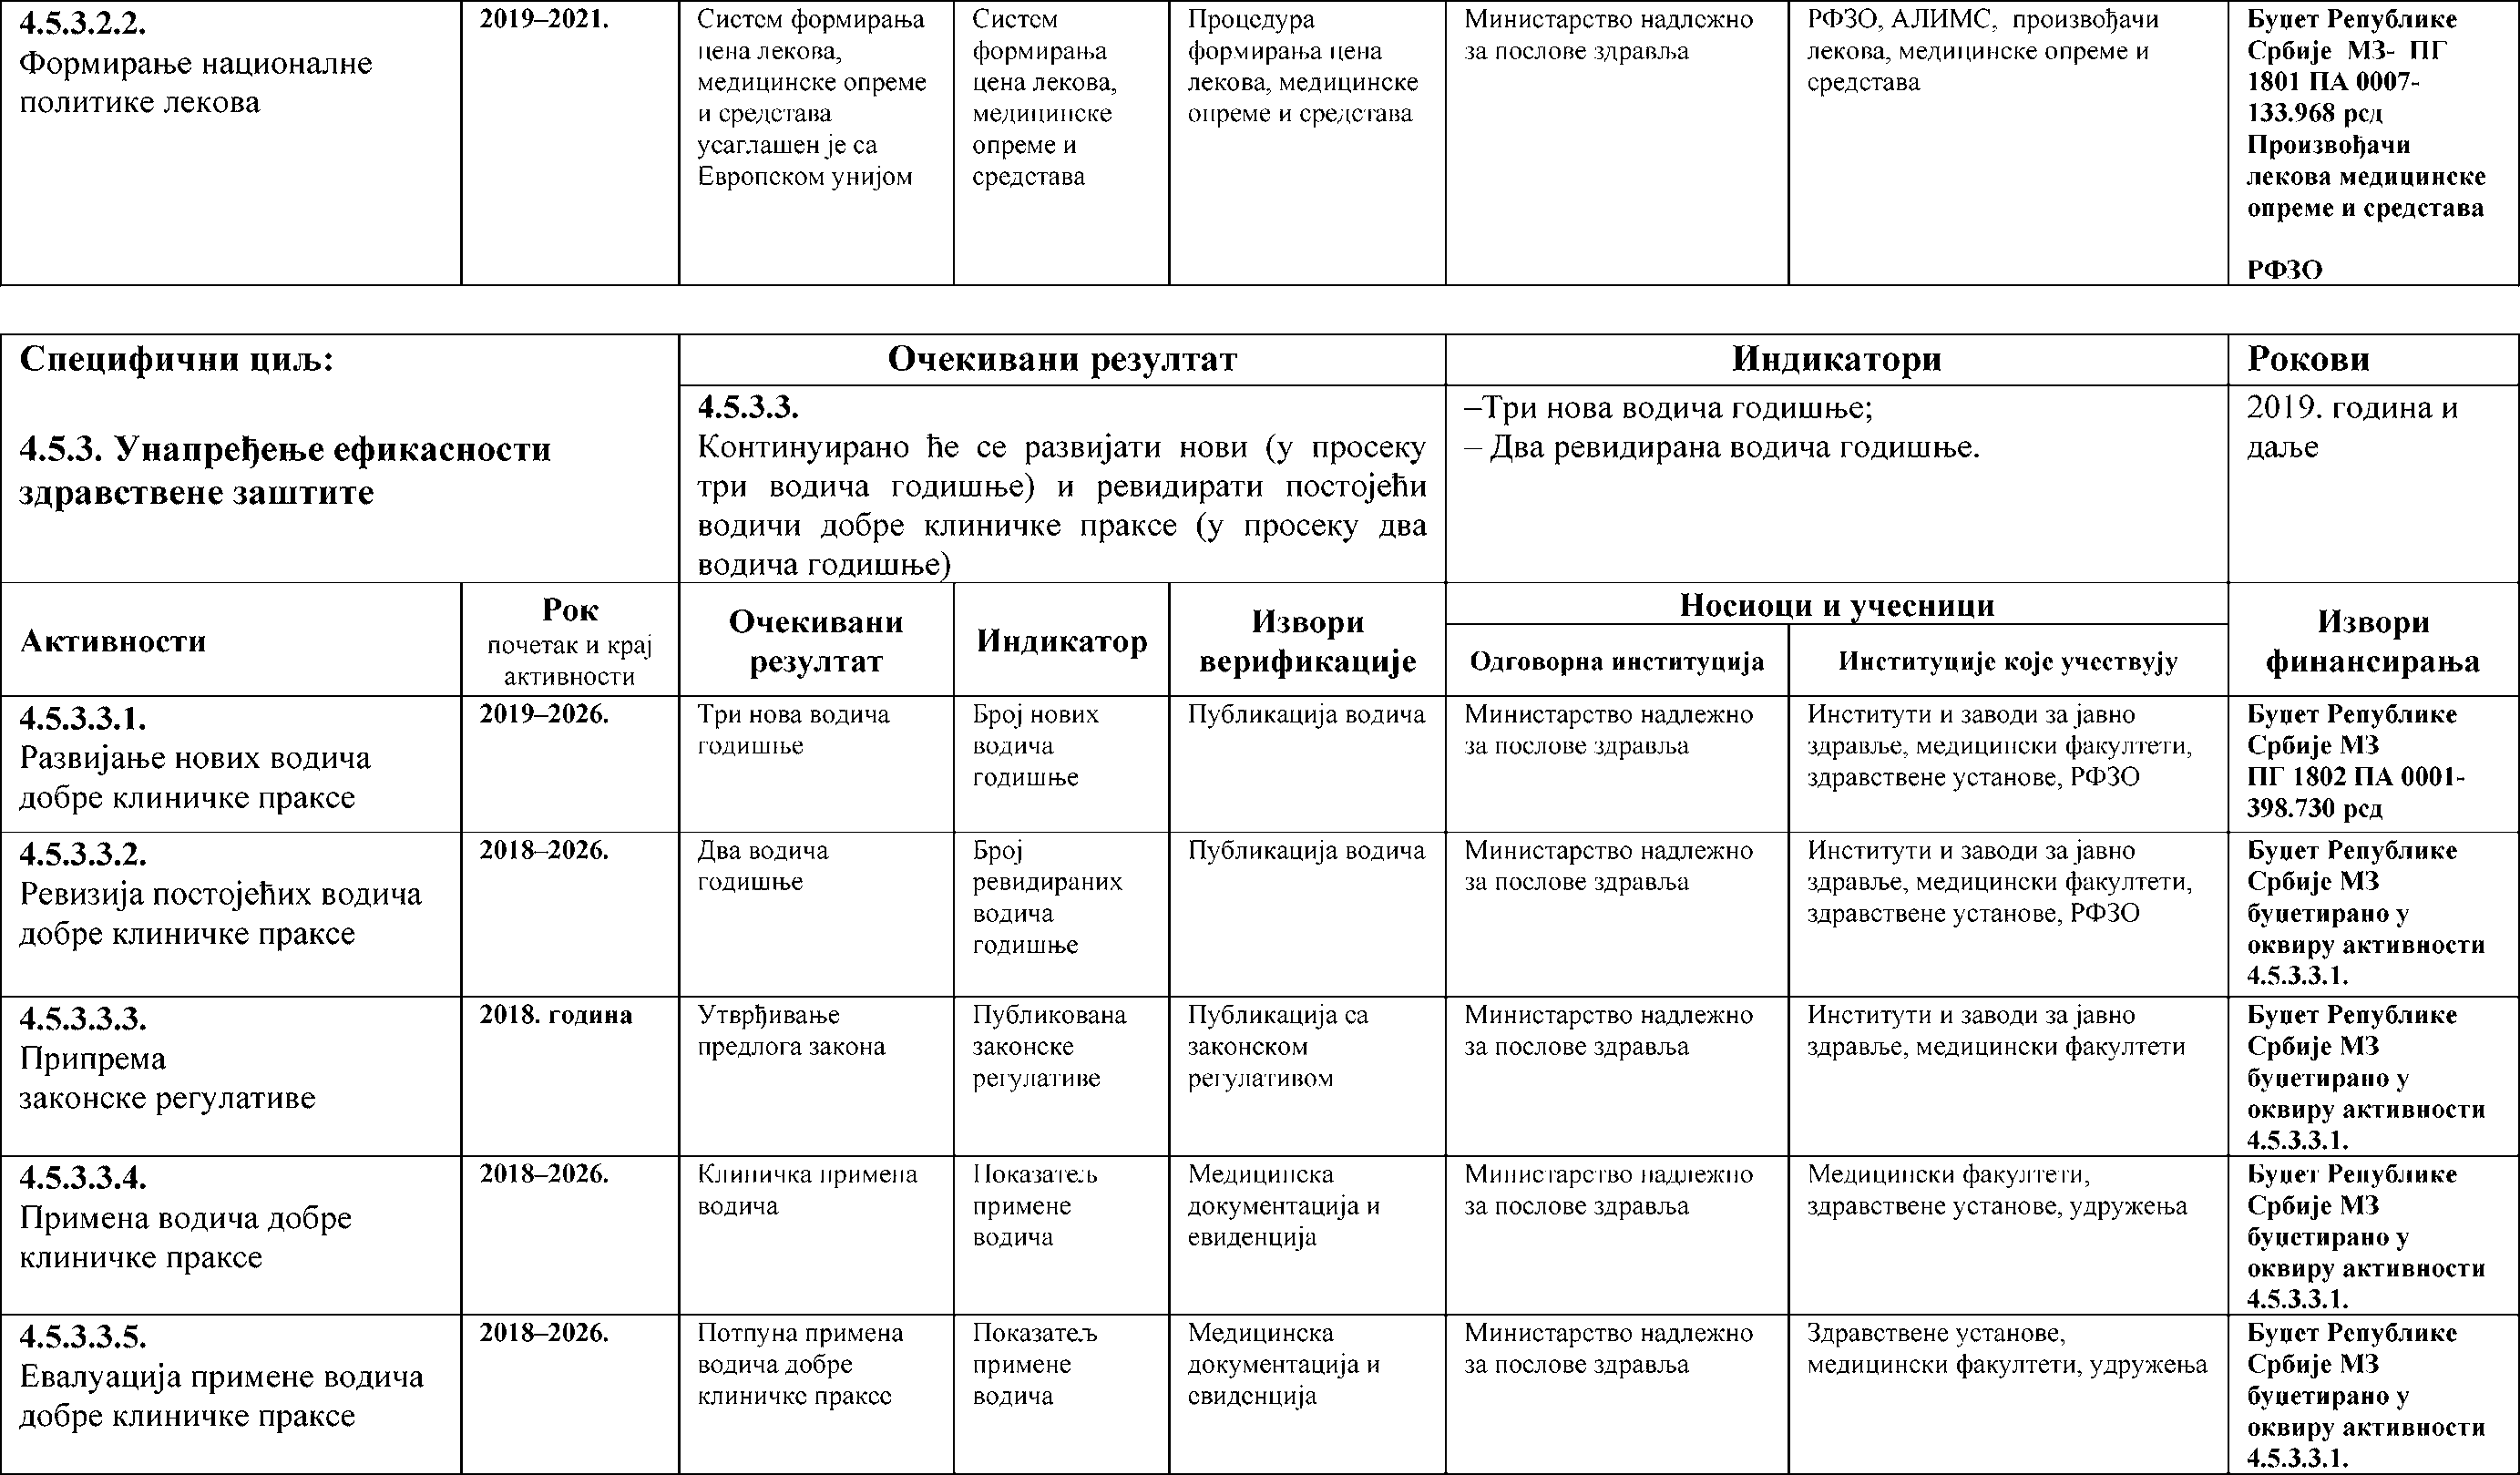 4.5.3.2.2.
Формирање националне
политике лекова
2019–2021.
Систем формирања
цена лекова,
медицинске опреме
и средстава
усаглашен је са
Европском унијом
Систем
формирања
цена лекова,
медицинске
опреме и
средстава
Процедура
формирања цена
лекова, медицинске
опреме и средстава
Министарство надлежно
за послове здравља
РФЗО, АЛИМС, произвођачи
лекова, медицинске опреме и
средстава
Буџет Републике
Србије МЗ- ПГ
1801 ПА 0007-
133.968 рсд
Произвођачи
лекова медицинске
опреме и средстава
РФЗО
Специфични циљ:
4.5.3. Унапређење ефикасности
здравствене заштите
Очекивани резултат
Индикатори
Рокови
4.5.3.3.
Континуирано ће се развијати нови (у просеку
три водича годишње) и ревидирати постојећи
водичи добре клиничке праксе (у просеку два
водича годишње)
–Три нова водича годишње;
– Два ревидирана водича годишње.
2019. година и
даље
Активности
Рок
почетак и крај
активности
Очекивани
резултат
Индикатор
Извори
верификације
Носиоци и учесници
Одговорна институција
Институције које учествују
Извори
финансирања
4.5.3.3.1.
Развијање нових водича
добре клиничке праксе
2019–2026.
Три нова водича
годишње
Број нових
водича
годишње
Публикација водича
Министарство надлежно
за послове здравља
Институти и заводи за јавно
здравље, медицински факултети,
здравствене установе, РФЗО
Буџет Републике
Србије МЗ
ПГ 1802 ПА 0001-
398.730 рсд
4.5.3.3.2.
Ревизија постојећих водича
добре клиничке праксе
2018–2026.
Два водича
годишње
Број
ревидираних
водича
годишње
Публикација водича
Министарство надлежно
за послове здравља
Институти и заводи за јавно
здравље, медицински факултети,
здравствене установе, РФЗО
Буџет Републике
Србије МЗ
буџетирано у
оквиру активности
4.5.3.3.1.
4.5.3.3.3.
Припрема
законске регулативе
2018. година
Утврђивање
предлога закона
Публикована
законске
регулативе
Публикација са
законском
регулативом
Министарство надлежно
за послове здравља
Институти и заводи за јавно
здравље, медицински факултети
Буџет Републике
Србије МЗ
буџетирано у
оквиру активности
4.5.3.3.1.
4.5.3.3.4.
Примена водича добре
клиничке праксе
2018–2026.
Клиничка примена
водича
Показатељ
примене
водича
Медицинска
документација и
евиденција
Министарство надлежно
за послове здравља
Медицински факултети,
здравствене установе, удружења
Буџет Републике
Србије МЗ
буџетирано у
оквиру активности
4.5.3.3.1.
4.5.3.3.5.
Евалуација примене водича
добре клиничке праксе
2018–2026.
Потпуна примена
водича добре
клиничке праксе
Показатељ
примене
водича
Медицинска
документација и
евиденција
Министарство надлежно
за послове здравља
Здравствене установе,
медицински факултети, удружења
Буџет Републике
Србије МЗ
буџетирано у
оквиру активности
4.5.3.3.1.